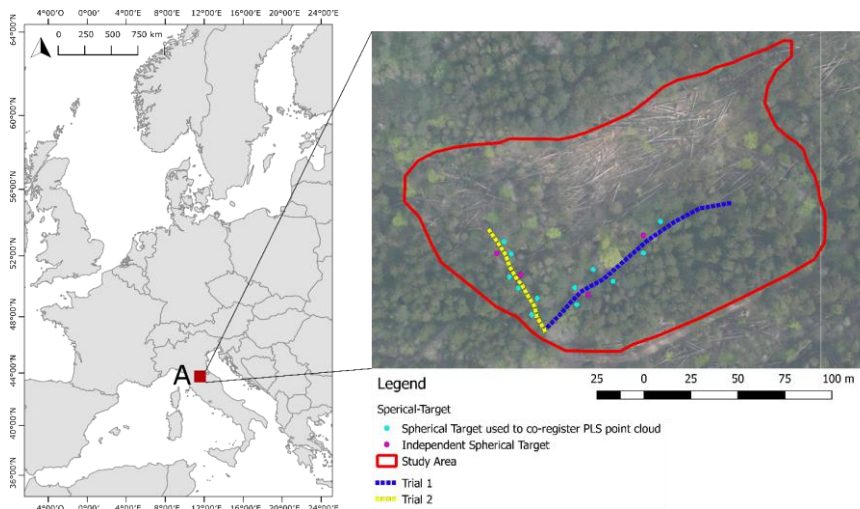 4°00'W 0°00'E 4°00'E 8°00'E 12°00'E 16°00'E 20°00'E 24°00'E
0 250 500 750 km
64°00'N
60°00'N
56°00'N
52°00'N
48°00'N
44°00'N
40°00'N
36°00'N
A
4°00'W 0°00'E 4°00'E 8°00'E 12°00'E 16°00'E 20°00'E 24°00'E
Legend
25 0 25 50 75 100 m
Sperical-Target
Spherical Target used to co-register PLS point cloud
Independent Spherical Target
Study Area
Trial 1
Trial 2